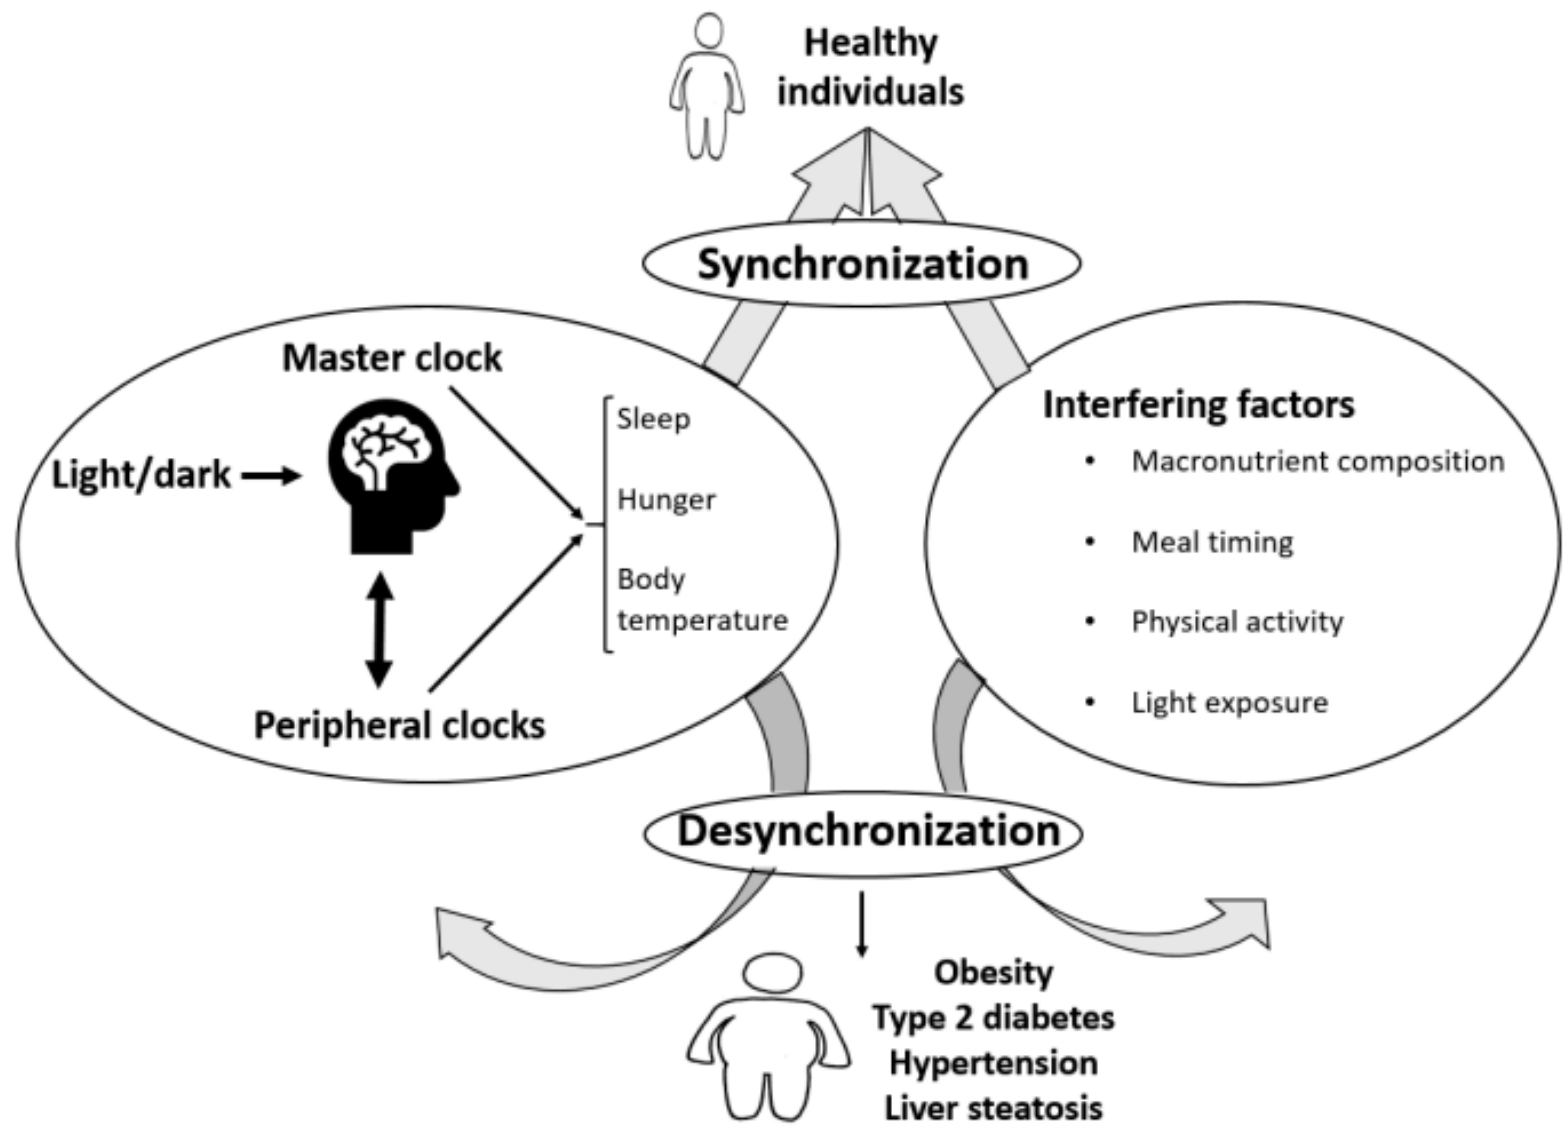 Healthy
individuals
Synchronization
Master clock
Light/dark
Peripheral clocks
Sleep
Hunger
Body
temperature
Interfering factors
• Macronutrient composition
• Meal timing
• Physical activity
• Light exposure
Desynchronization
Obesity
Type 2 diabetes
Hypertension
Liver steatosis